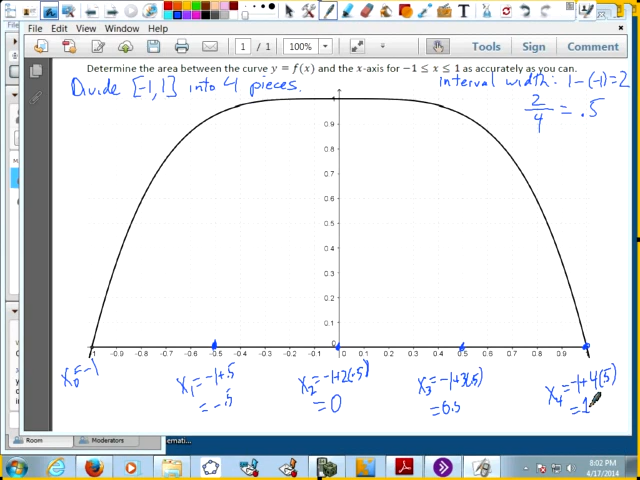 File Edit View Window Help
1 / 1
100%
Tools
Sign
Comment
Determine the area between the curve y = f(x) and the x-axis for −1 ≤ x ≤ 1 as accurately as you can.
Divide [-1,1] into 4 pieces.
interval width: 1-(-1)=2
2/4 = .5
1
0.9
0.8
0.7
0.6
0.5
0.4
0.3
0.2
0.1
0
-1 -0.9 -0.8 -0.7 -0.6 -0.5 -0.4 -0.3 -0.2 -0.1 0 0.1 0.2 0.3 0.4 0.5 0.6 0.7 0.8 0.9
x₀=-1
x₁=-1+.5
=-.5
x₂=-1+2(.5)
=0
x₃=-1+3(.5)
=0.5
x₄=-1+4(.5)
=1
Room
Moderators
8:02 PM
4/17/2014